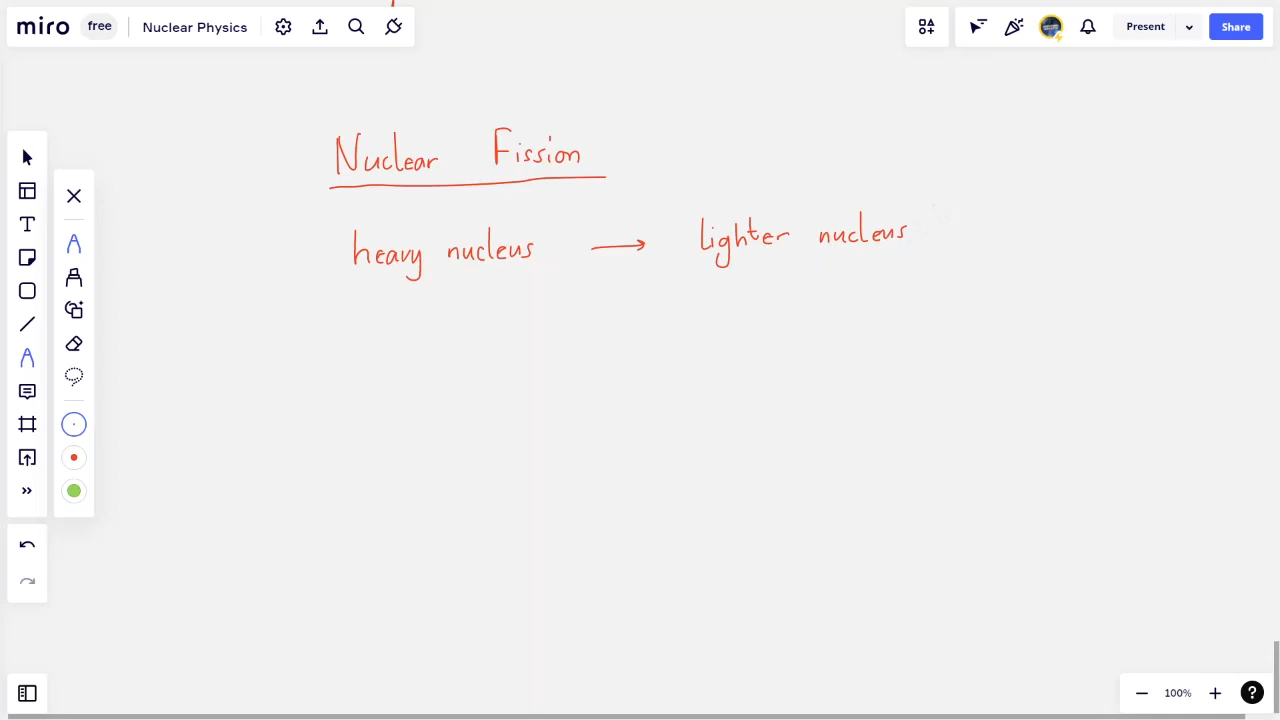 miro free Nuclear Physics Present Share
Nuclear Fission
heavy nucleus → lighter nucleus
100%